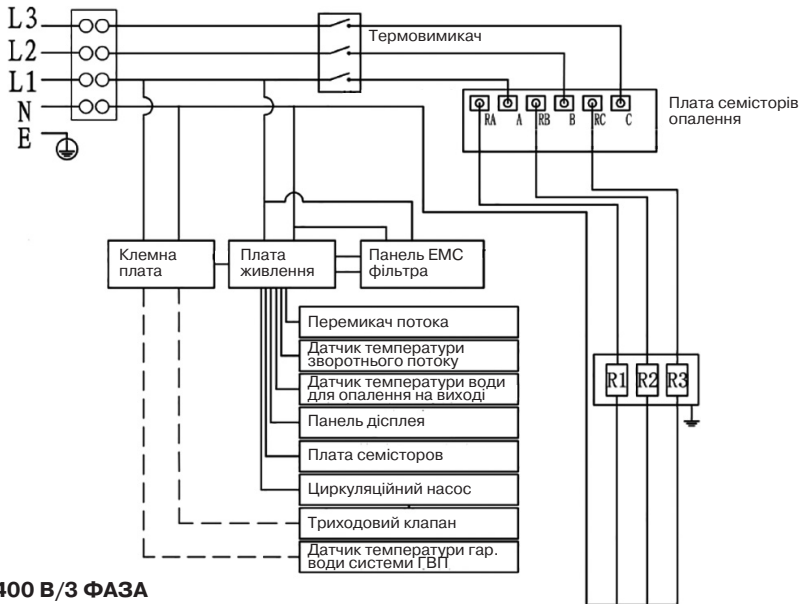 L3
L2
L1
N
E
Термовимикач
RA A RB B RC C
Плата семісторів
опалення
Клемна
плата
Плата
живлення
Панель ЕМС
фільтра
Перемикач потока
Датчик температури
зворотнього потоку
Датчик температури води
для опалення на виході
Панель дісплея
Плата семісторов
Циркуляційний насос
Триходовий клапан
Датчик температури гар.
води системи ГВП
R1 R2 R3
400 В/3 ФАЗА